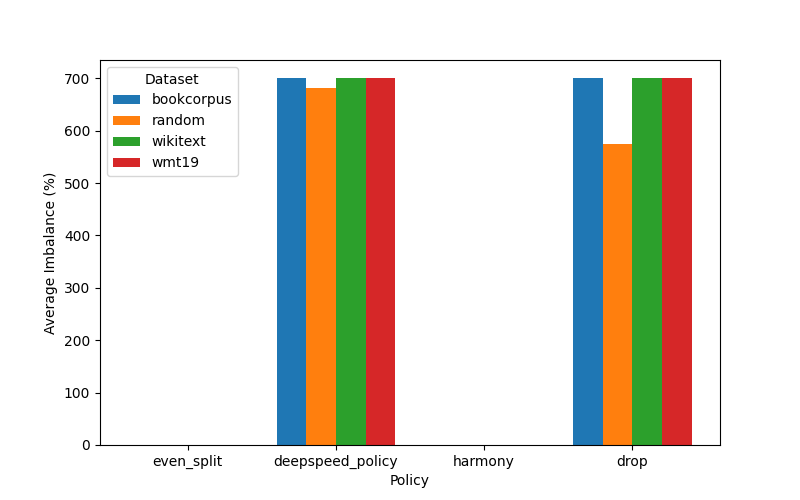 700
600
500
400
300
200
100
0
Average Imbalance (%)
Dataset
bookcorpus
random
wikitext
wmt19
even_split
deepspeed_policy
harmony
drop
Policy